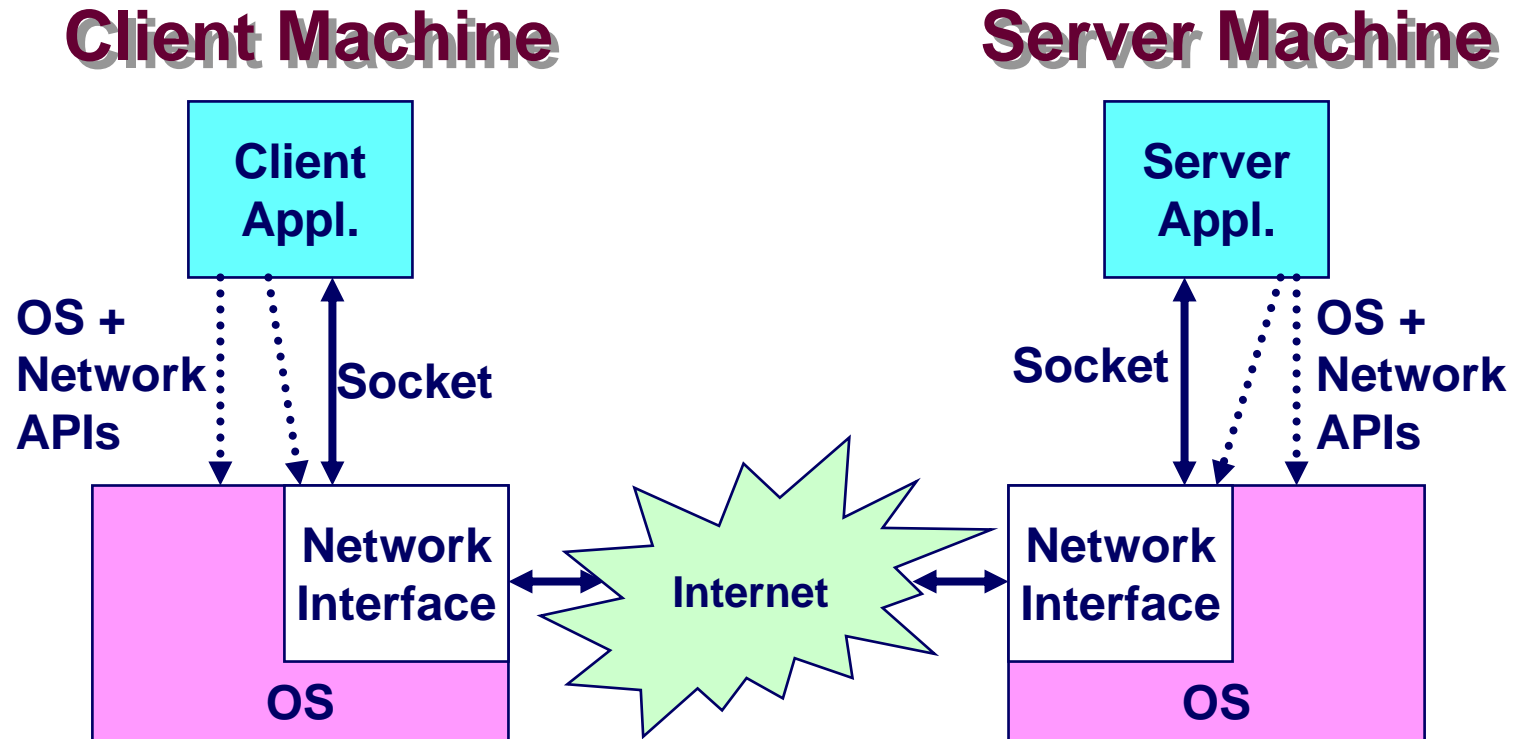 Client Machine
Server Machine
Client
Appl.
Server
Appl.
OS +
Network
APIs
Socket
Socket
OS +
Network
APIs
Network
Interface
Internet
Network
Interface
OS
OS